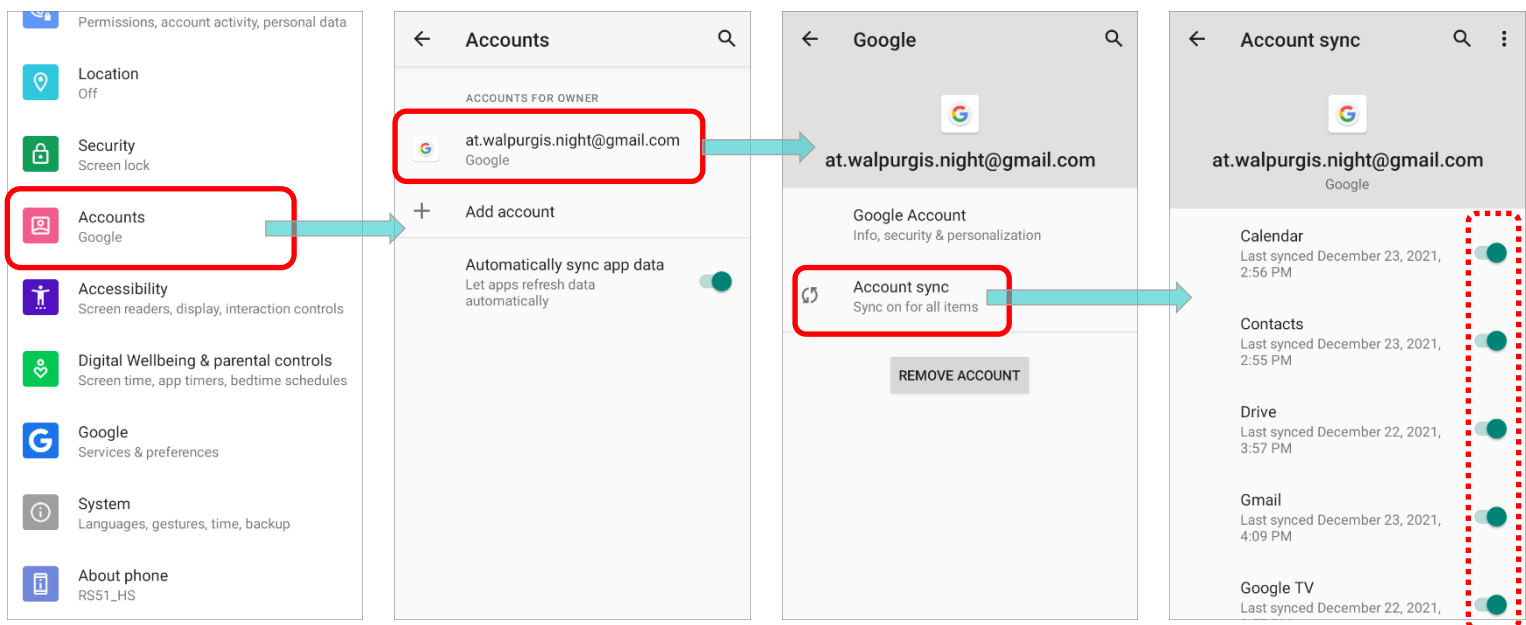 Permissions, account activity, personal data
Location
Off
Security
Screen lock
Accounts
Google
Accessibility
Screen readers, display, interaction controls
Digital Wellbeing & parental controls
Screen time, app timers, bedtime schedules
Google
Services & preferences
System
Languages, gestures, time, backup
About phone
RS51_HS
Accounts
ACCOUNTS FOR OWNER
at.walpurgis.night@gmail.com
Google
Add account
Automatically sync app data
Let apps refresh data
automatically
Google
at.walpurgis.night@gmail.com
Google Account
Info, security & personalization
Account sync
Sync on for all items
REMOVE ACCOUNT
Account sync
at.walpurgis.night@gmail.com
Google
Calendar
Last synced December 23, 2021,
2:56 PM
Contacts
Last synced December 23, 2021,
2:55 PM
Drive
Last synced December 22, 2021,
3:57 PM
Gmail
Last synced December 23, 2021,
4:09 PM
Google TV
Last synced December 22, 2021,